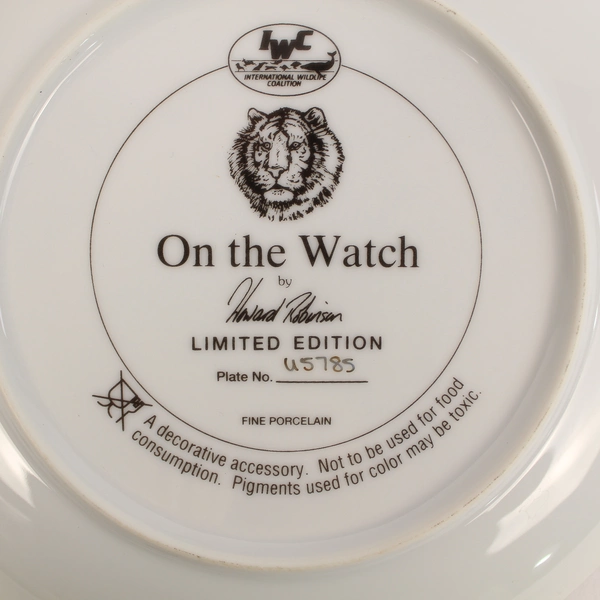 IWC
INTERNATIONAL WILDLIFE
COALITION
On the Watch
by
Howard Robinson
LIMITED EDITION
Plate No. U5785
FINE PORCELAIN
A decorative accessory. Not to be used for food
consumption. Pigments used for color may be toxic.